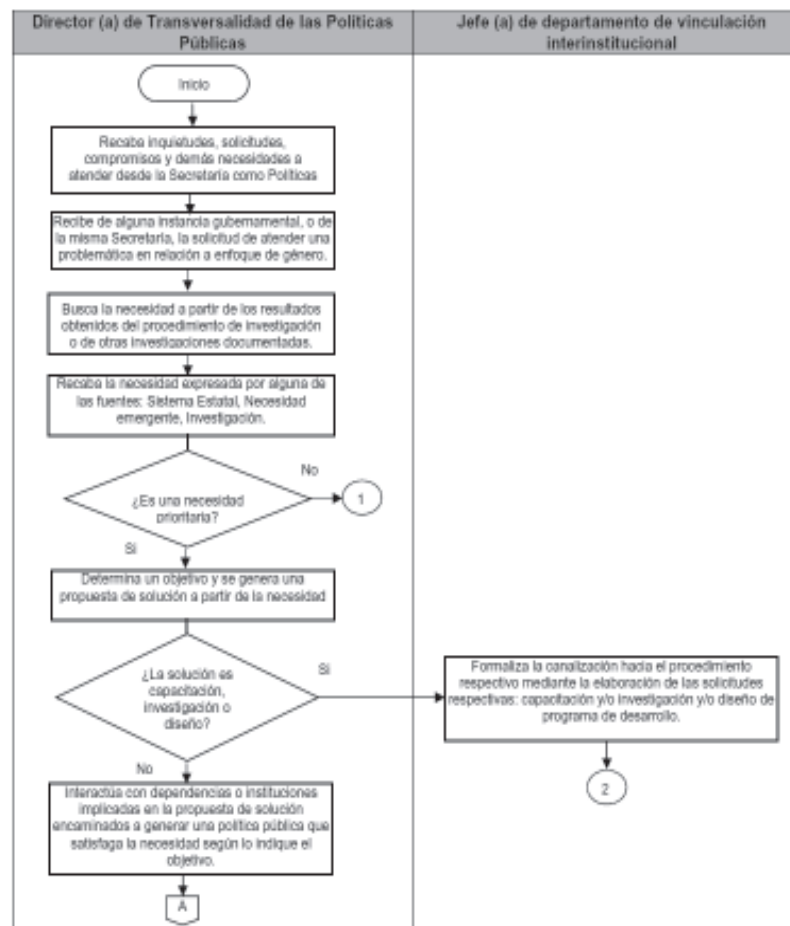 Director (a) de Transversalidad de las Políticas
Públicas
Jefe (a) de departamento de vinculación
interinstitucional
Inicio
Recaba inquietudes, solicitudes,
compromisos y demás necesidades a
atender desde la Secretaría como Políticas
Recibe de alguna instancia gubernamental, o de
la misma Secretaría, la solicitud de atender una
problemática en relación a enfoque de género.
Busca la necesidad a partir de los resultados
obtenidos del procedimiento de investigación
o de otras investigaciones documentadas.
Recaba la necesidad expresada por alguna de
las fuentes: Sistema Estatal, Necesidad
emergente, Investigación.
¿Es una necesidad
prioritaria?
No
1
Si
Determina un objetivo y se genera una
propuesta de solución a partir de la necesidad
¿La solución es
capacitación,
investigación o
diseño?
Si
Formaliza la canalización hacia el procedimiento
respectivo mediante la elaboración de las solicitudes
respectivas: capacitación y/o investigación y/o diseño de
programa de desarrollo.
2
No
Interactúa con dependencias o instituciones
implicadas en la propuesta de solución
encaminados a generar una política pública que
satisfaga la necesidad según lo indique el
objetivo.
A